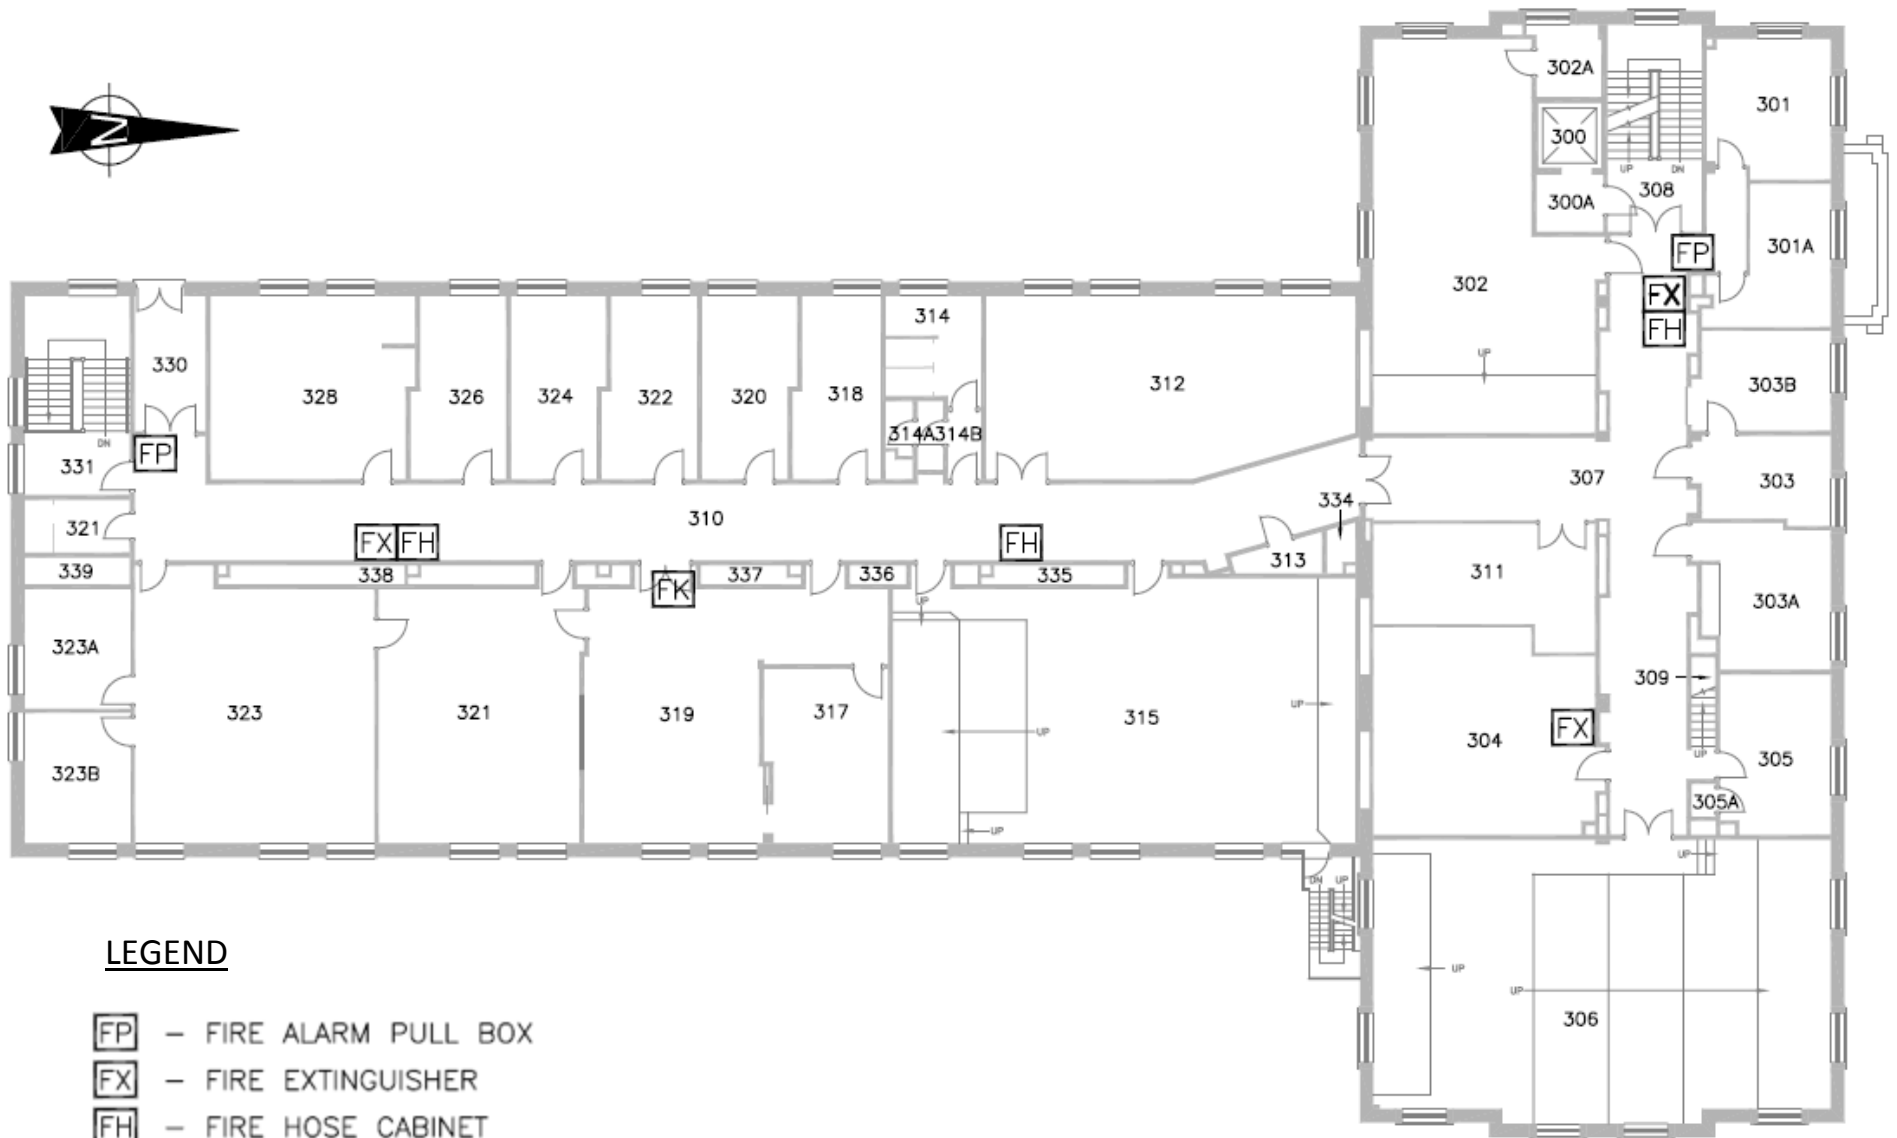 302A
300
301
UP
DN
308
300A
FP
301A
302
FX
FH
314
330
UP
328
326
324
322
320
318
312
303B
314A
314B
DN
FP
331
307
303
334
310
321
FX
FH
FH
313
339
338
FK
337
336
335
311
303A
UP
323A
309
323
321
319
317
315
UP
UP
FX
304
UP
305
323B
305A
UP
UP
DN
UP
UP
UP
306
N
LEGEND
FP – FIRE ALARM PULL BOX
FX – FIRE EXTINGUISHER
FH – FIRE HOSE CABINET